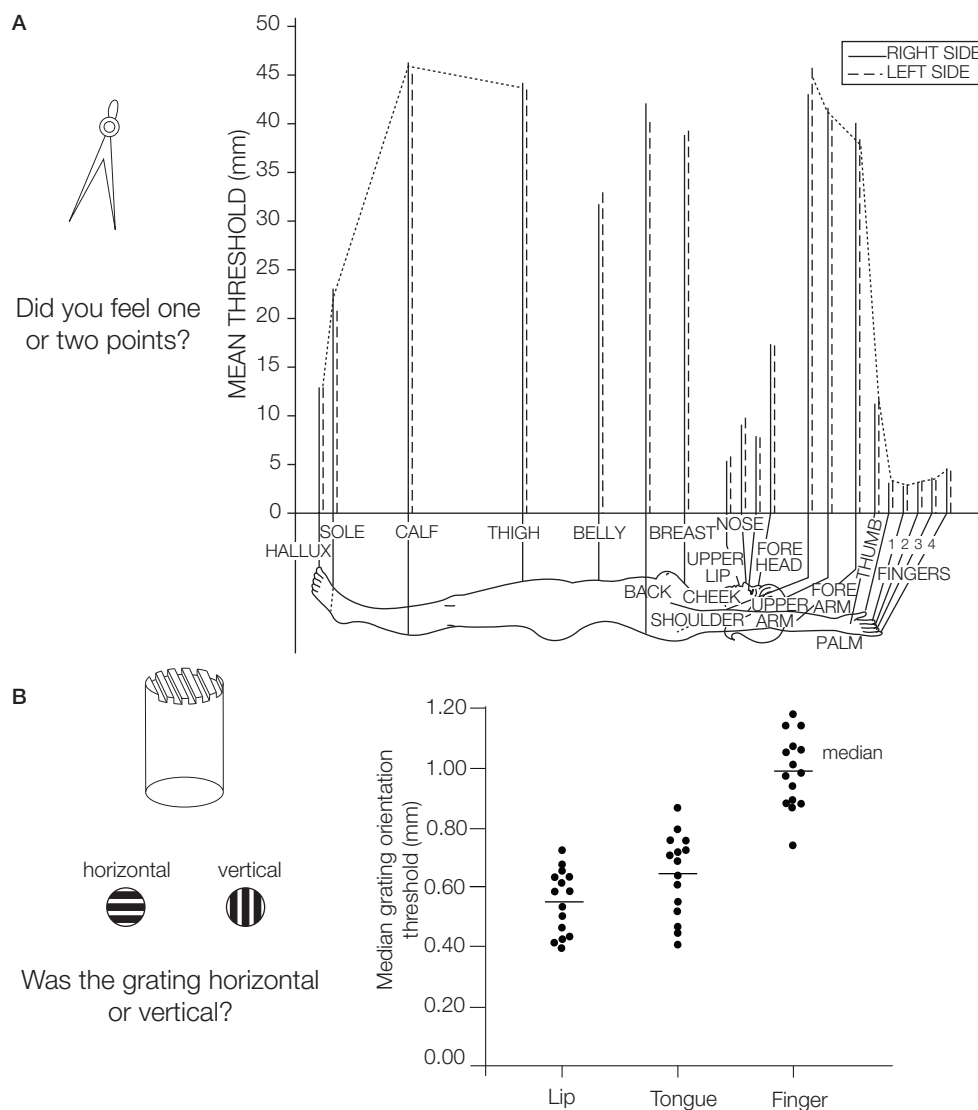 A
50
45
40
35
30
25
20
15
10
5
0
MEAN THRESHOLD (mm)
RIGHT SIDE
LEFT SIDE
Did you feel one
or two points?
HALLUX
SOLE
CALF
THIGH
BELLY
BREAST
NOSE
BACK
UPPER
LIP
CHEEK
SHOULDER
FORE
HEAD
UPPER
ARM
FORE
ARM
PALM
THUMB
1 2 3 4
FINGERS
B
horizontal
vertical
Was the grating horizontal
or vertical?
Median grating orientation
threshold (mm)
1.20
1.00
0.80
0.60
0.40
0.20
0.00
median
Lip
Tongue
Finger